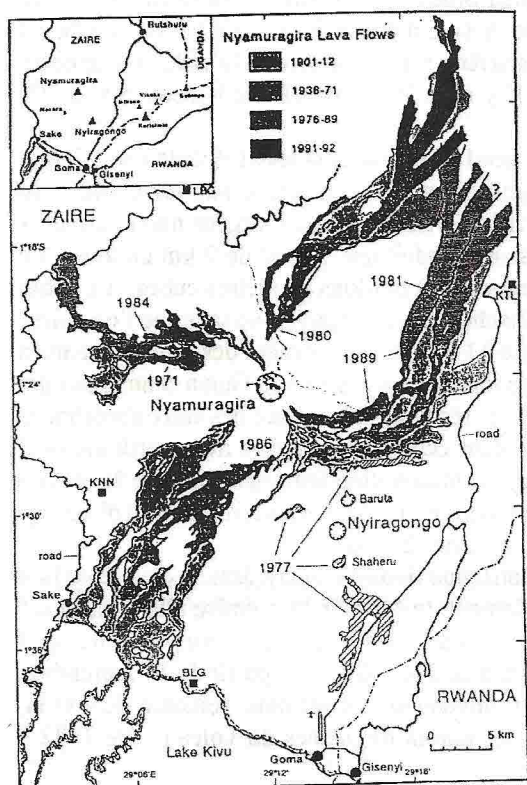 ZAIRE
Rutshuru
UGANDA
Nyamuragira
Nyiragongo
Sake
Goma
Gisenyi
RWANDA
Nyamuragira Lava Flows
1901-12
1938-71
1976-89
1991-92
LBG
ZAIRE
1°18'S
?
1984
1981
KTL
1980
1971
1989
1°24'
Nyamuragira
road
1986
KNN
Baruta
1°30'
Nyiragongo
1977
road
Shaheru
Sake
1°36'
BLG
RWANDA
Lake Kivu
Goma
Gisenyi
0 5 km
29°06'E
29°12'
29°18'